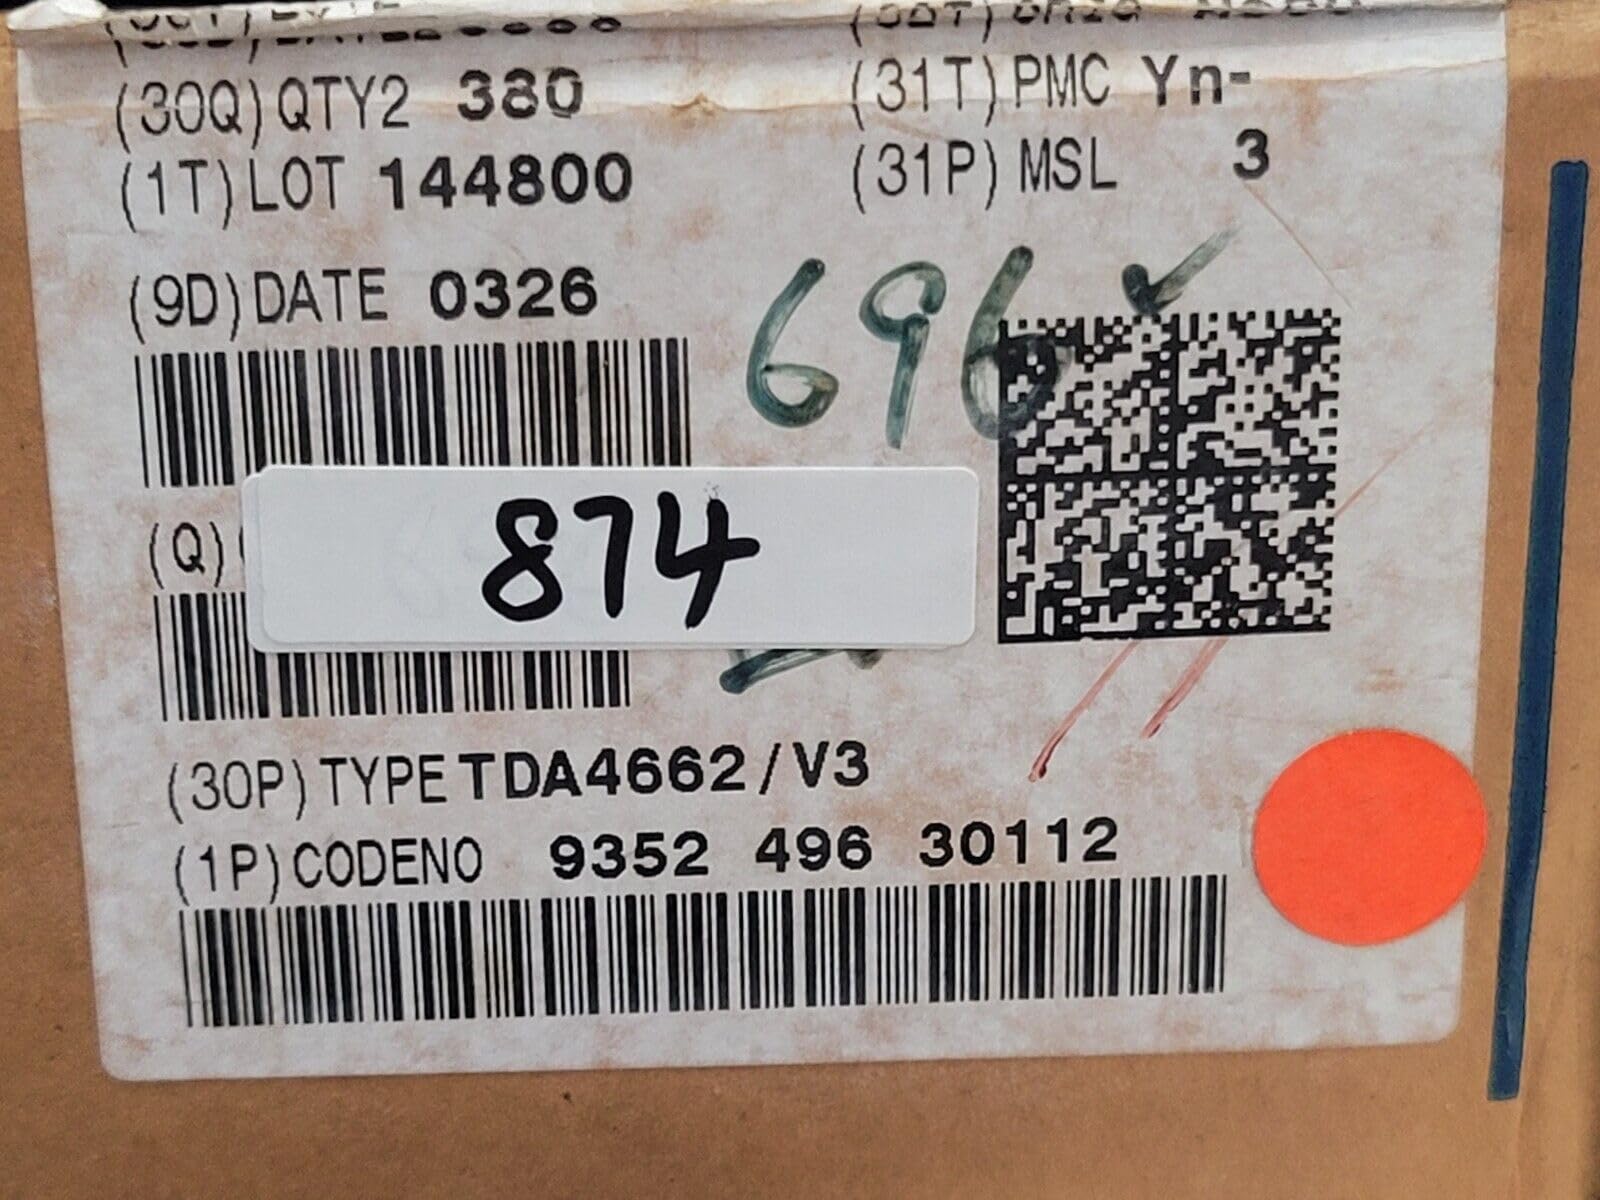 (30Q) QTY2 380 (31T) PMC Yn-
(1T) LOT 144800 (31P) MSL 3
(9D) DATE 0326
696
(Q)
874
(30P) TYPE TDA4662/V3
(1P) CODENO 9352 496 30112